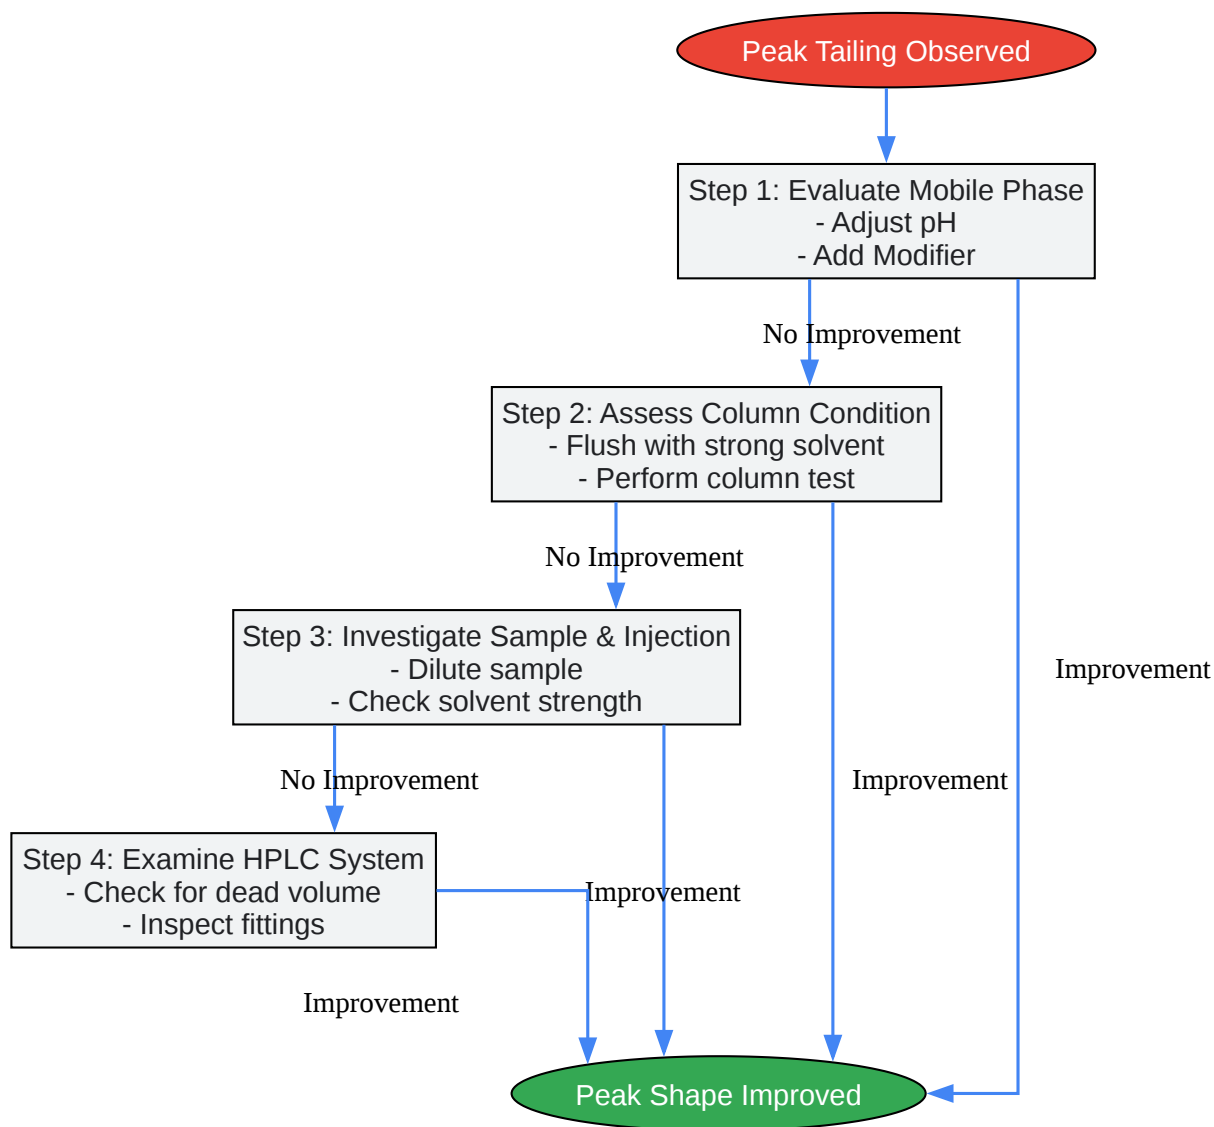 Peak Tailing Observed
Step 1: Evaluate Mobile Phase
- Adjust pH
- Add Modifier
No Improvement
Step 2: Assess Column Condition
- Flush with strong solvent
- Perform column test
No Improvement
Step 3: Investigate Sample & Injection
- Dilute sample
- Check solvent strength
Improvement
No Improvement
Improvement
Step 4: Examine HPLC System
- Check for dead volume
- Inspect fittings
Improvement
Improvement
Peak Shape Improved